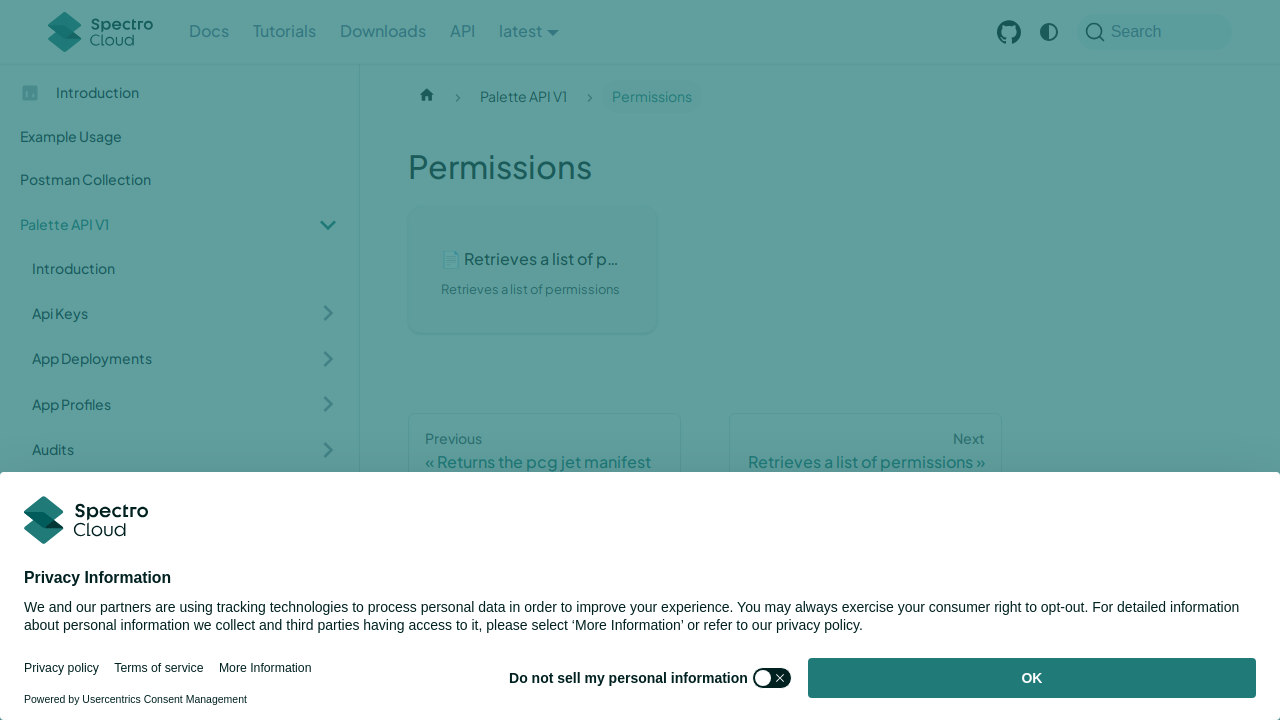 Spectro Cloud Docs Tutorials Downloads API latest Search
Introduction
Example Usage
Postman Collection
Palette API V1
Introduction
Api Keys
App Deployments
App Profiles
Audits
Palette API V1 Permissions
Permissions
Retrieves a list of p...
Retrieves a list of permissions
Previous
« Returns the pcg jet manifest
Next
Retrieves a list of permissions »
Spectro
Cloud
Privacy Information
We and our partners are using tracking technologies to process personal data in order to improve your experience. You may always exercise your consumer right to opt-out. For detailed information
about personal information we collect and third parties having access to it, please select ‘More Information’ or refer to our privacy policy.
Privacy policy Terms of service More Information
Powered by Usercentrics Consent Management
Do not sell my personal information
OK